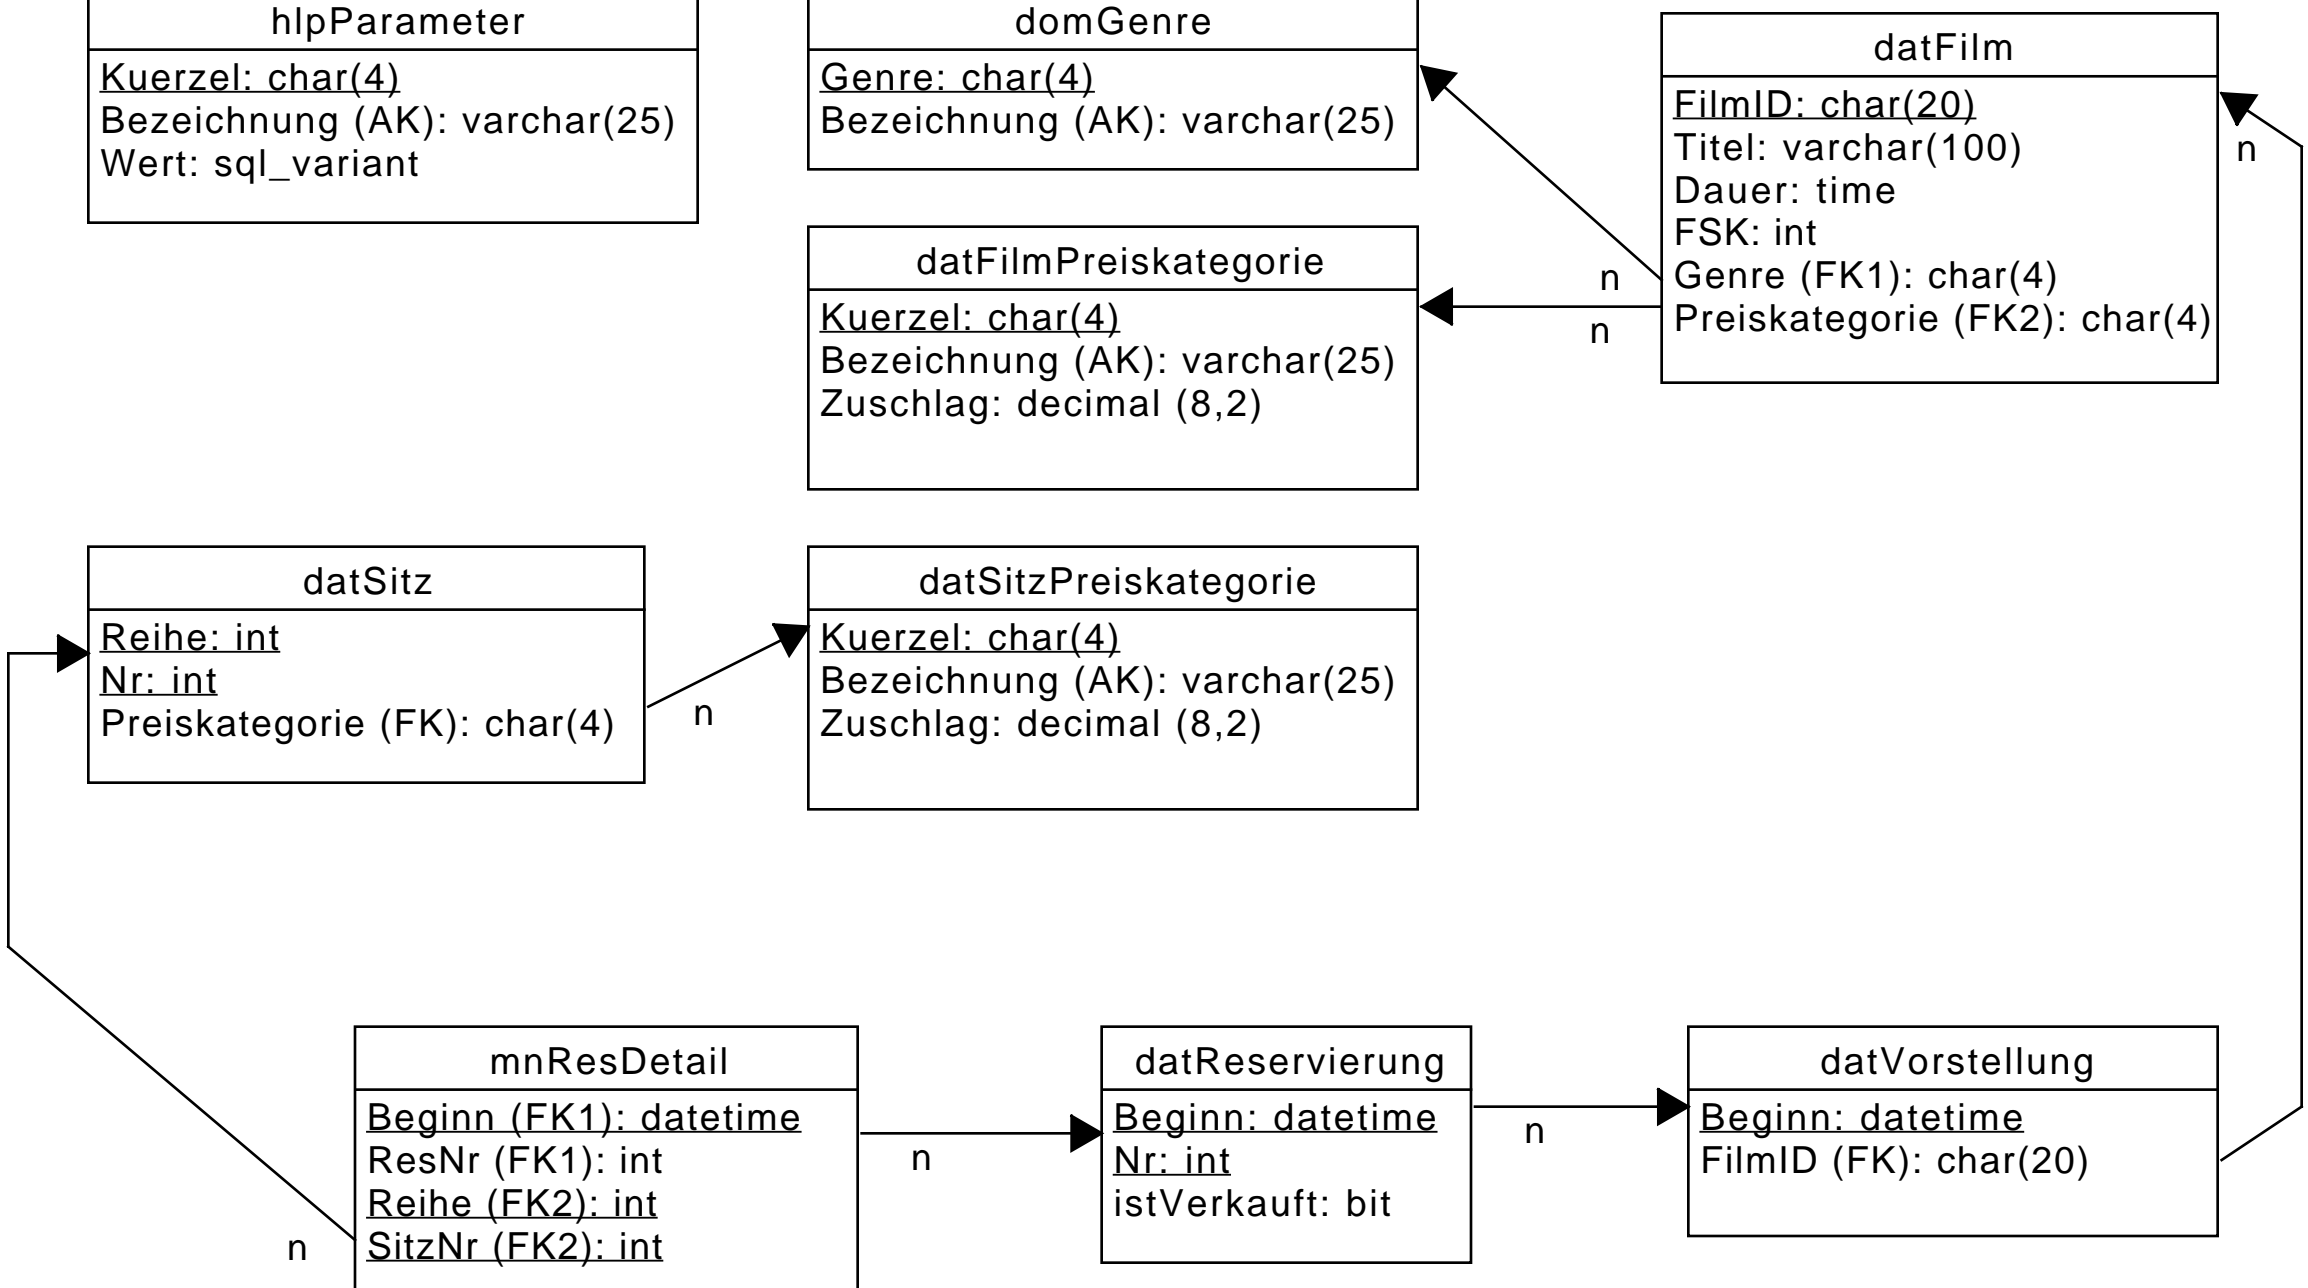 hlpParameter
Kuerzel: char(4)
Bezeichnung (AK): varchar(25)
Wert: sql_variant
domGenre
Genre: char(4)
Bezeichnung (AK): varchar(25)
datFilm
FilmID: char(20)
Titel: varchar(100)
Dauer: time
FSK: int
Genre (FK1): char(4)
Preiskategorie (FK2): char(4)
n
n
n
datFilmPreiskategorie
Kuerzel: char(4)
Bezeichnung (AK): varchar(25)
Zuschlag: decimal (8,2)
datSitz
Reihe: int
Nr: int
Preiskategorie (FK): char(4)
n
datSitzPreiskategorie
Kuerzel: char(4)
Bezeichnung (AK): varchar(25)
Zuschlag: decimal (8,2)
mnResDetail
Beginn (FK1): datetime
ResNr (FK1): int
Reihe (FK2): int
SitzNr (FK2): int
n
n
datReservierung
Beginn: datetime
Nr: int
istVerkauft: bit
n
datVorstellung
Beginn: datetime
FilmID (FK): char(20)